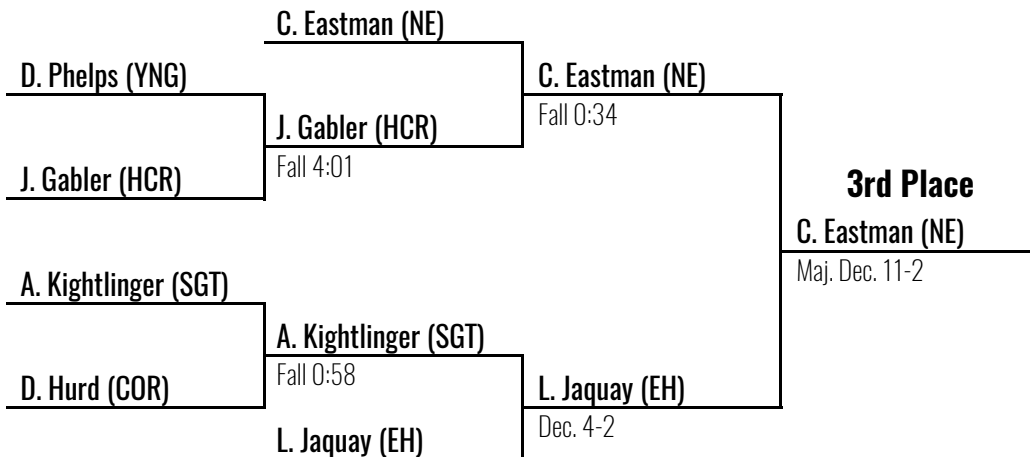 C. Eastman (NE)
D. Phelps (YNG)
C. Eastman (NE)
J. Gabler (HCR)
Fall 0:34
Fall 4:01
J. Gabler (HCR)
3rd Place
C. Eastman (NE)
Maj. Dec. 11-2
A. Kightlinger (SGT)
A. Kightlinger (SGT)
Fall 0:58
D. Hurd (COR)
L. Jaquay (EH)
Dec. 4-2
L. Jaquay (EH)